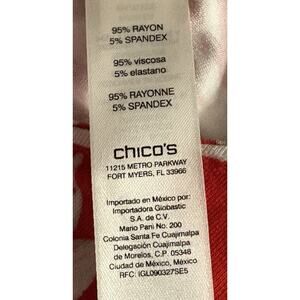 95% RAYON
5% SPANDEX
95% viscosa
5% elastano
95% RAYONNE
5% SPANDEX
chico's
11215 METRO PARKWAY
FORT MYERS, FL 33966
Importado en México por:
Importadora Globastic
S.A. de C.V.
Mario Pani No. 200
Colonia Santa Fe Cuajimalpa
Delegación Cuajimalpa
de Morelos, C.P. 05348
Ciudad de México, México
RFC: IGL090327SE5